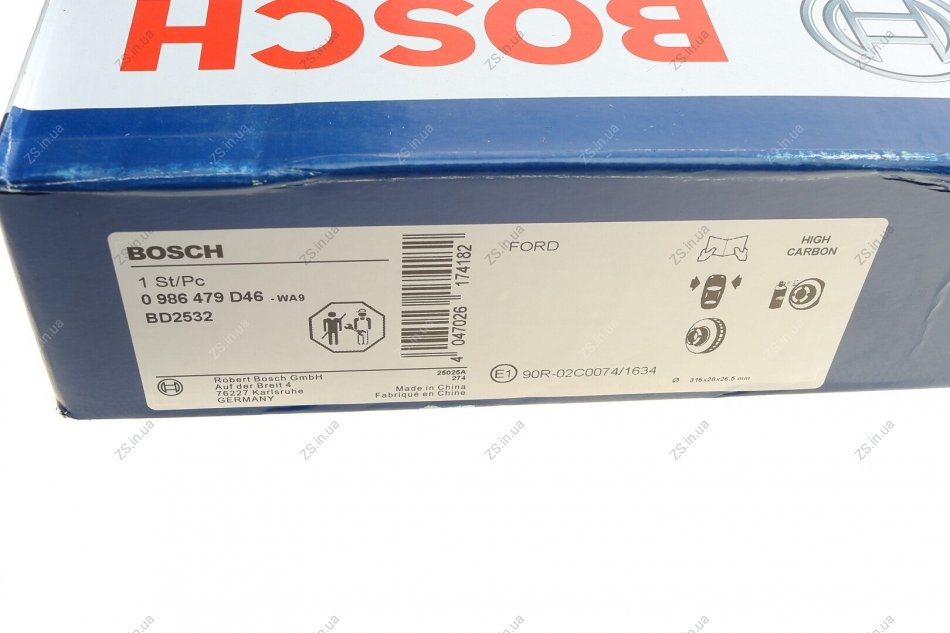 BOSCH
BOSCH
1 St/Pc
0 986 479 D46 - WA9
BD2532
4 047026 174182
FORD
HIGH
CARBON
Robert Bosch GmbH
Auf der Breit 4
76227 Karlsruhe
GERMANY
25025A
274
Made in China
Fabriqué en Chine
E1 90R-02C0074/1634
Ø 316x28x26.5 mm
ZS.in.ua